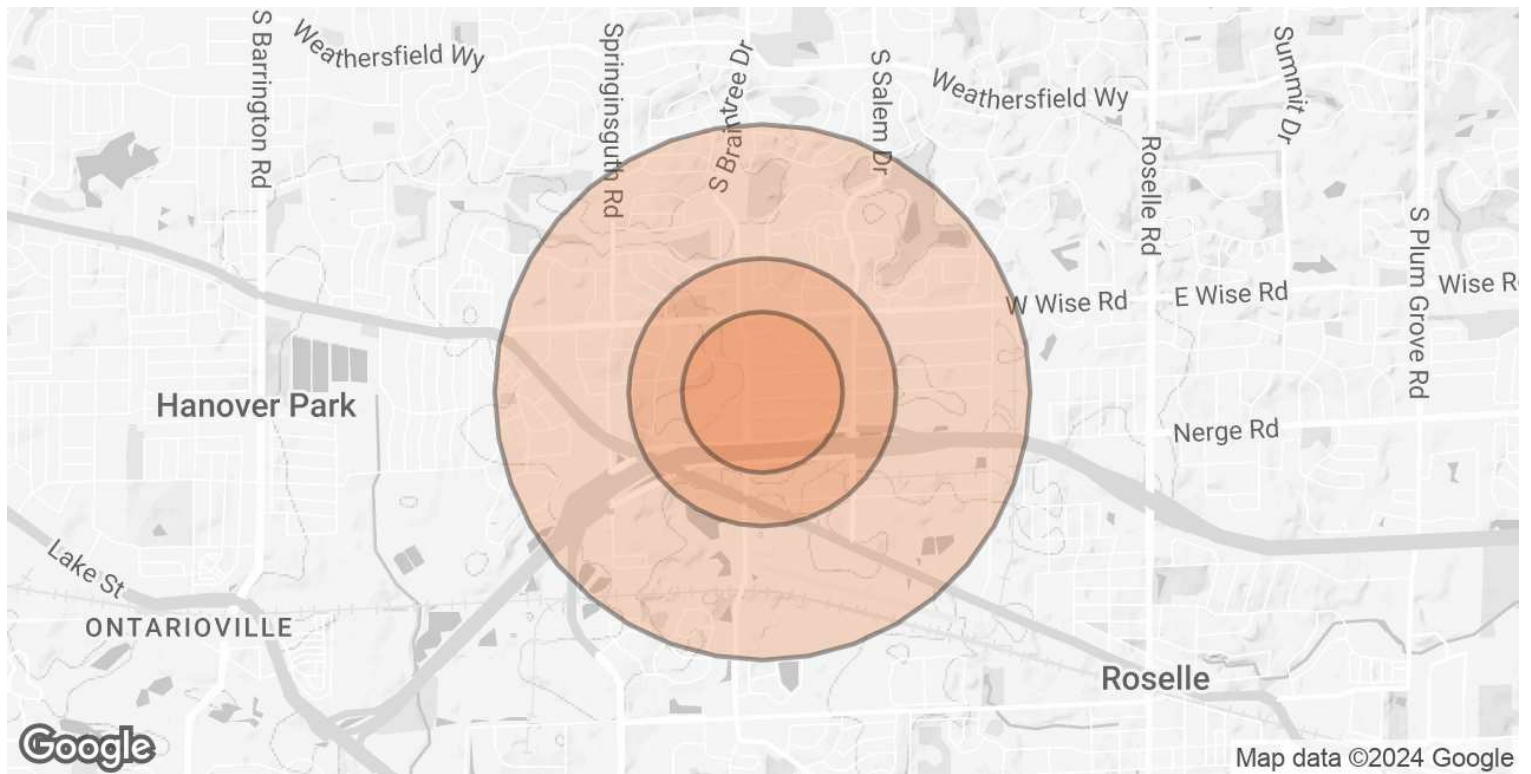 S Barrington Rd
Weathersfield Wy
Springinsguth Rd
S Braintree Dr
S Salem Dr
Weathersfield Wy
Summit Dr
Roselle Rd
S Plum Grove Rd
W Wise Rd
E Wise Rd
Wise Rd
Hanover Park
Nerge Rd
Lake St
ONTARIOVILLE
Roselle
Google
Map data ©2024 Google